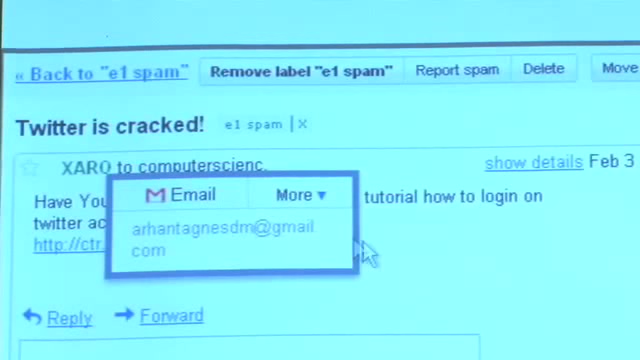 « Back to "e1 spam" Remove label "e1 spam" Report spam Delete Move
Twitter is cracked! e1 spam | x
XARO to computerscienc. show details Feb 3
Have You tutorial how to login on
Email More ▾
twitter ac
arhantagnesdm@gmail
com
http://ctr.
Reply Forward